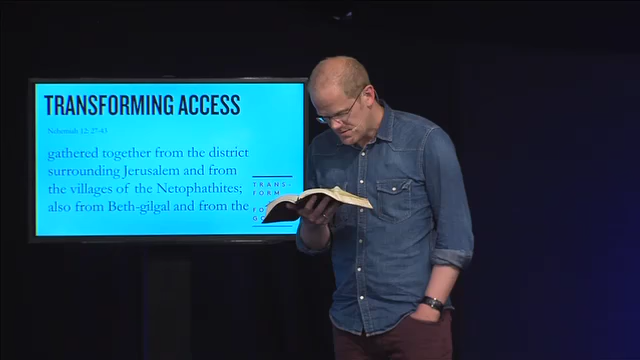 TRANSFORMING ACCESS
Nehemiah 12: 27-43
gathered together from the district
surrounding Jerusalem and from
the villages of the Netophathites;
also from Beth-gilgal and from the
TRANS-
FORM
FO
G